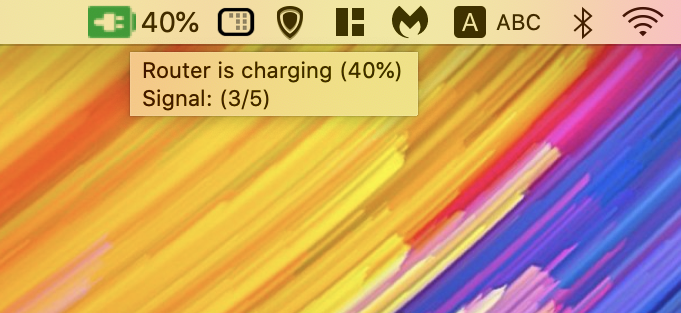 40%
A ABC
Router is charging (40%)
Signal: (3/5)